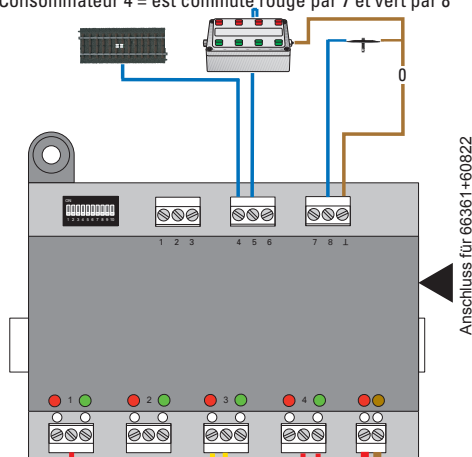 Consommateur 4 = est commuté rouge par 7 et vert par 8
0
ON
1 2 3 4 5 6 7 8 9 10
1 2 3
4 5 6
7 8 ⊥
Anschluss für 66361+60822
1
2
3
4